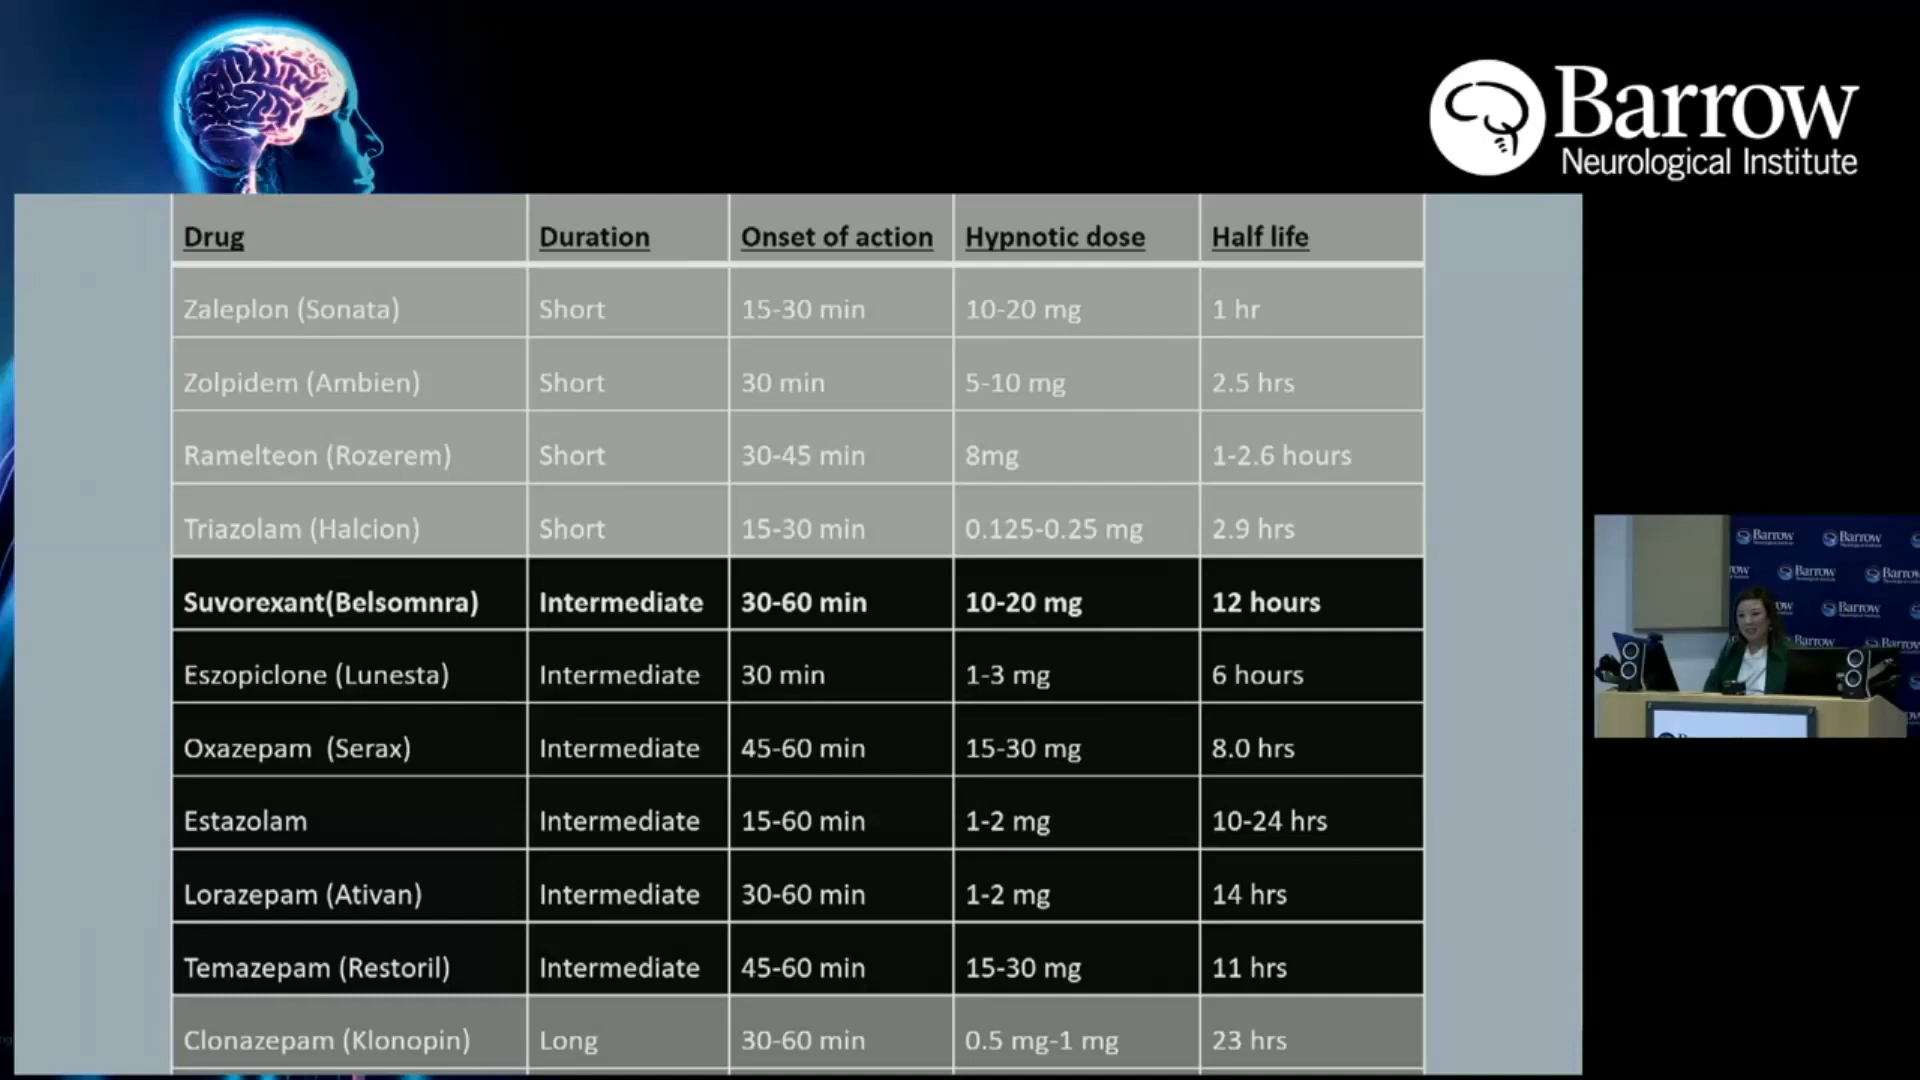 Barrow
Neurological Institute
Drug Duration Onset of action Hypnotic dose Half life
Zaleplon (Sonata) Short 15-30 min 10-20 mg 1 hr
Zolpidem (Ambien) Short 30 min 5-10 mg 2.5 hrs
Ramelteon (Rozerem) Short 30-45 min 8mg 1-2.6 hours
Triazolam (Halcion) Short 15-30 min 0.125-0.25 mg 2.9 hrs
Suvorexant(Belsomnra) Intermediate 30-60 min 10-20 mg 12 hours
Eszopiclone (Lunesta) Intermediate 30 min 1-3 mg 6 hours
Oxazepam (Serax) Intermediate 45-60 min 15-30 mg 8.0 hrs
Estazolam Intermediate 15-60 min 1-2 mg 10-24 hrs
Lorazepam (Ativan) Intermediate 30-60 min 1-2 mg 14 hrs
Temazepam (Restoril) Intermediate 45-60 min 15-30 mg 11 hrs
Clonazepam (Klonopin) Long 30-60 min 0.5 mg-1 mg 23 hrs
Barrow Barrow
Barrow Barrow
Barrow
Barrow Barrow